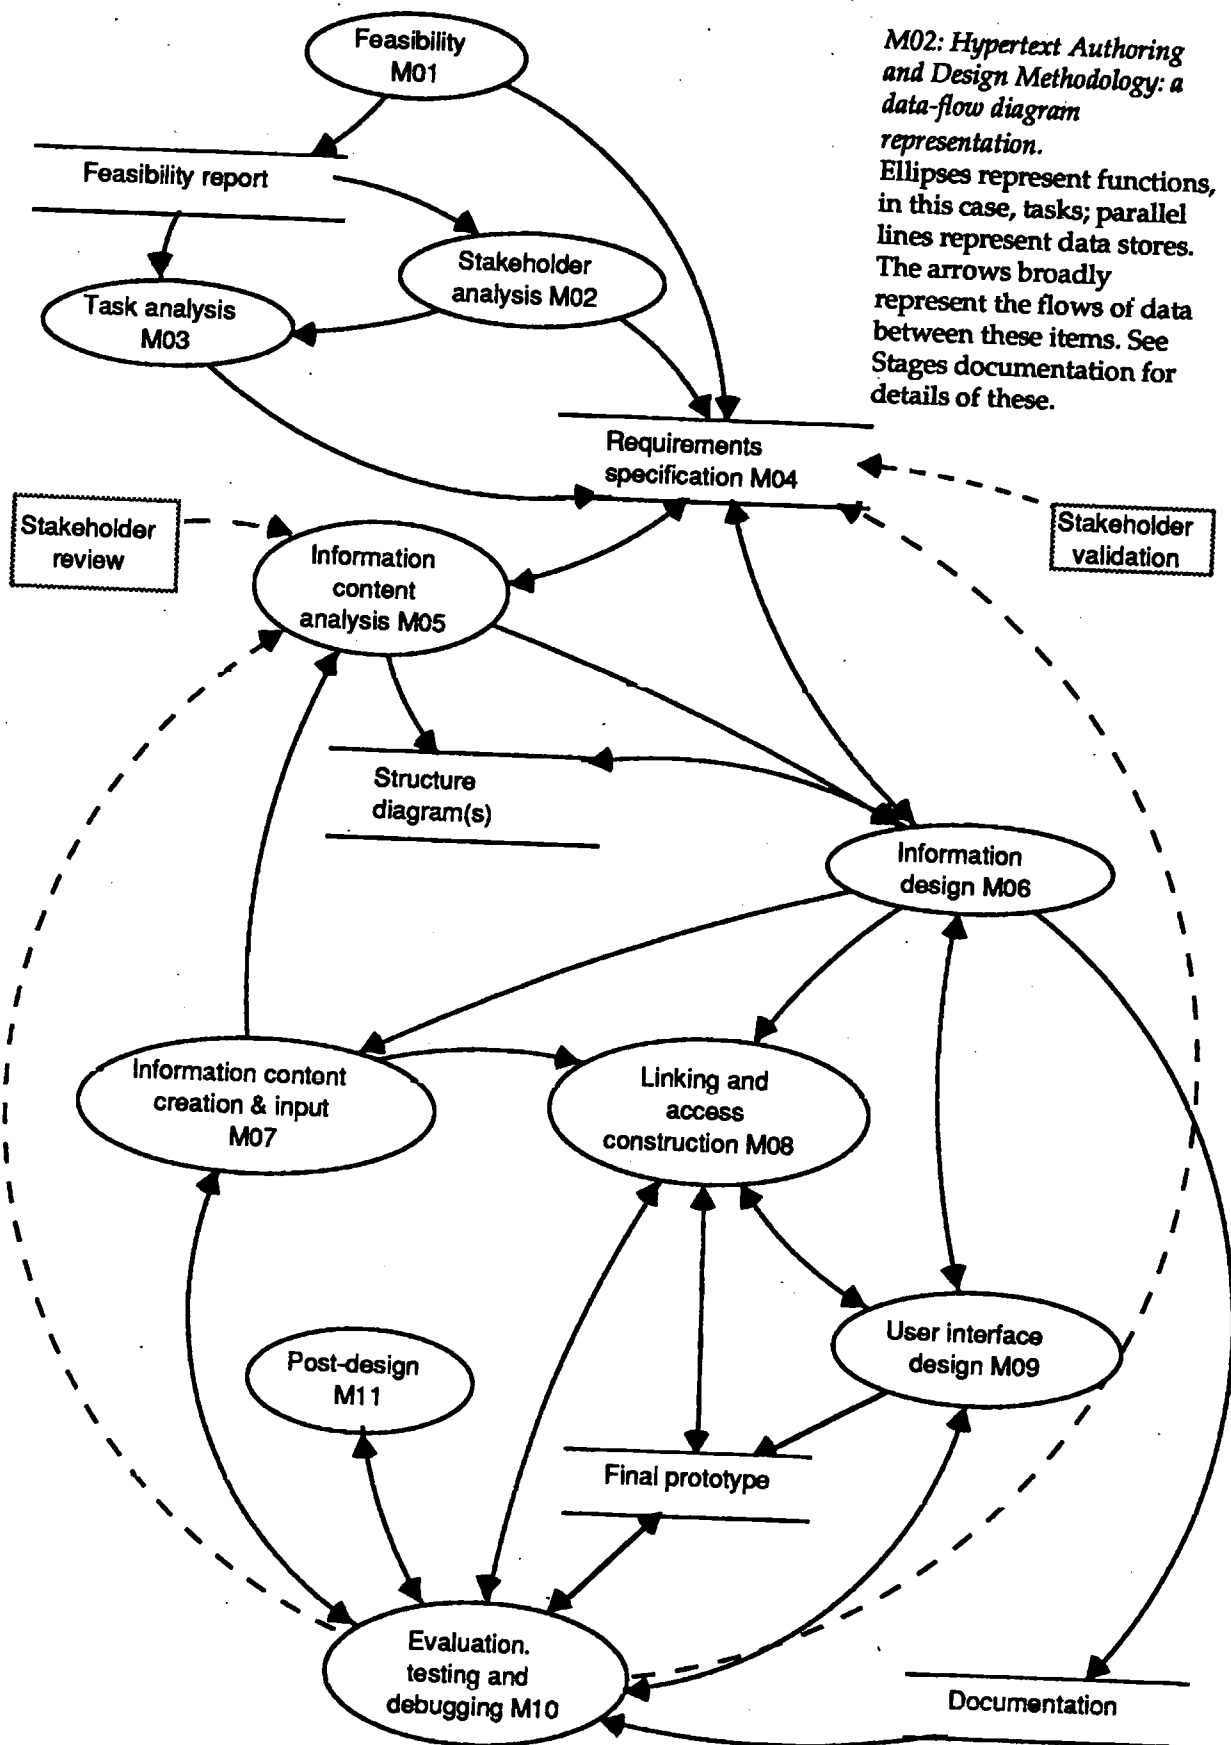 Feasibility
M01
M02: Hypertext Authoring
and Design Methodology: a
data-flow diagram
representation.
Ellipses represent functions,
in this case, tasks; parallel
lines represent data stores.
The arrows broadly
represent the flows of data
between these items. See
Stages documentation for
details of these.
Feasibility report
Stakeholder
analysis M02
Task analysis
M03
Requirements
specification M04
Stakeholder
review
Stakeholder
validation
Information
content
analysis M05
Structure
diagram(s)
Information
design M06
Information content
creation & input
M07
Linking and
access
construction M08
User interface
design M09
Post-design
M11
Final prototype
Evaluation.
testing and
debugging M10
Documentation